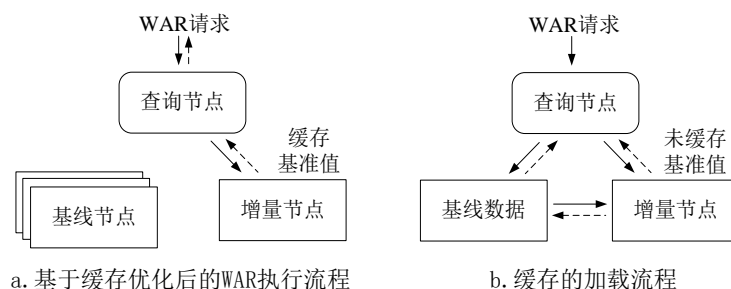 WAR请求
查询节点
缓存
基准值
基线节点
增量节点
a.基于缓存优化后的WAR执行流程
WAR请求
查询节点
未缓存
基准值
基线数据
增量节点
b.缓存的加载流程